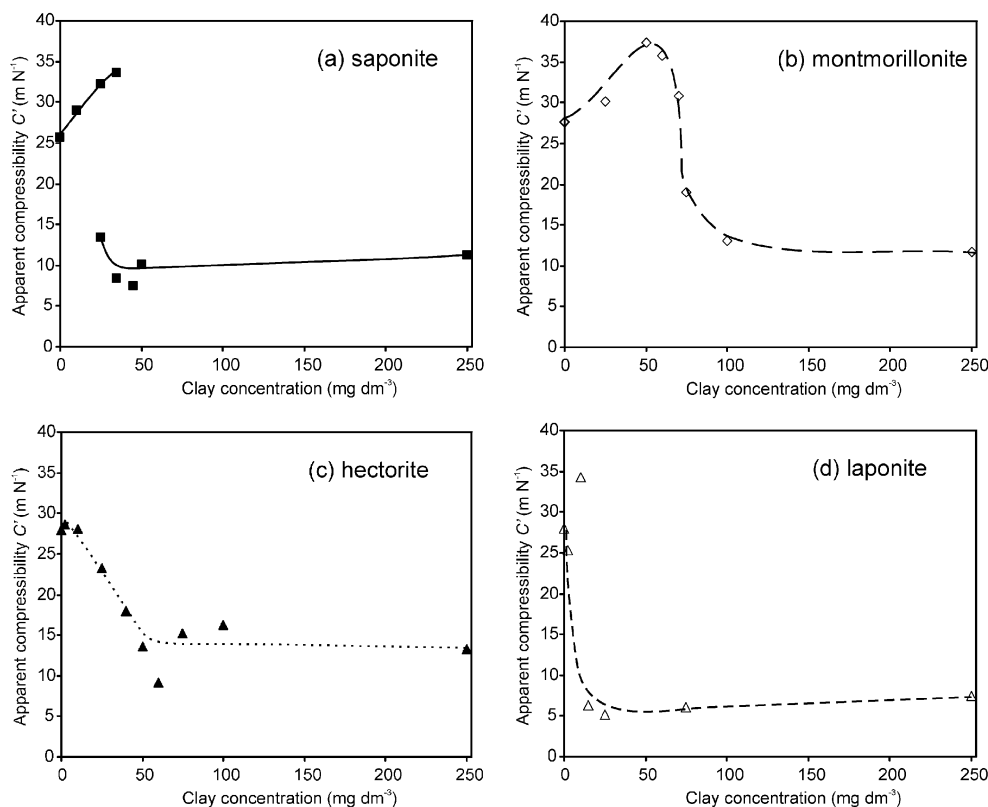 (a) saponite
Apparent compressibility C' (m N⁻¹)
40
35
30
25
20
15
10
5
0
0 50 100 150 200 250
Clay concentration (mg dm⁻³)
(b) montmorillonite
Apparent compressibility C' (m N⁻¹)
40
35
30
25
20
15
10
5
0
0 50 100 150 200 250
Clay concentration (mg dm⁻³)
(c) hectorite
Apparent compressibility C' (m N⁻¹)
40
35
30
25
20
15
10
5
0
0 50 100 150 200 250
Clay concentration (mg dm⁻³)
(d) laponite
Apparent compressibility C' (m N⁻¹)
40
35
30
25
20
15
10
5
0
0 50 100 150 200 250
Clay concentration (mg dm⁻³)